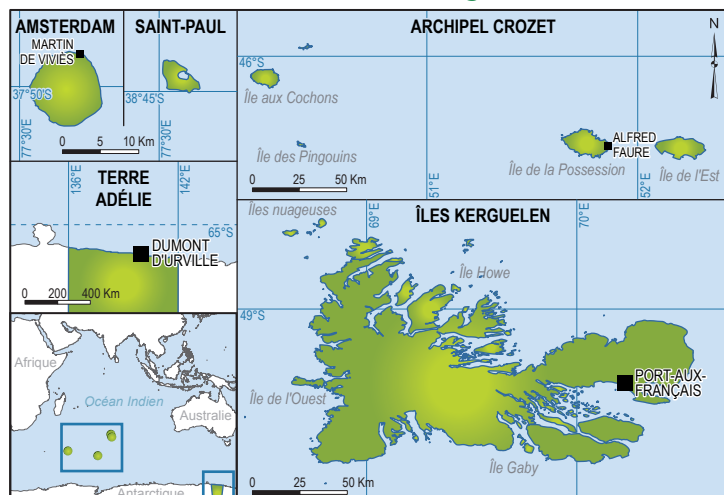 AMSTERDAM
MARTIN
DE VIVIÈS
37°50'S
77°30'E
0 5 10 Km
SAINT-PAUL
38°45'S
77°30'E
ARCHIPEL CROZET
N
46°S
Île aux Cochons
Île des Pingouins
ALFRED
FAURE
Île de la Possession
Île de l'Est
51°E
52°E
0 25 50 Km
TERRE
ADÉLIE
136°E
142°E
65°S
DUMONT
D'URVILLE
0 200 400 Km
ÎLES KERGUELEN
Îles nuageuses
69°E
70°E
Île Howe
49°S
Île de l'Ouest
PORT-AUX-
FRANÇAIS
Île Gaby
0 25 50 Km
Afrique
Océan Indien
Australie
Antarctique